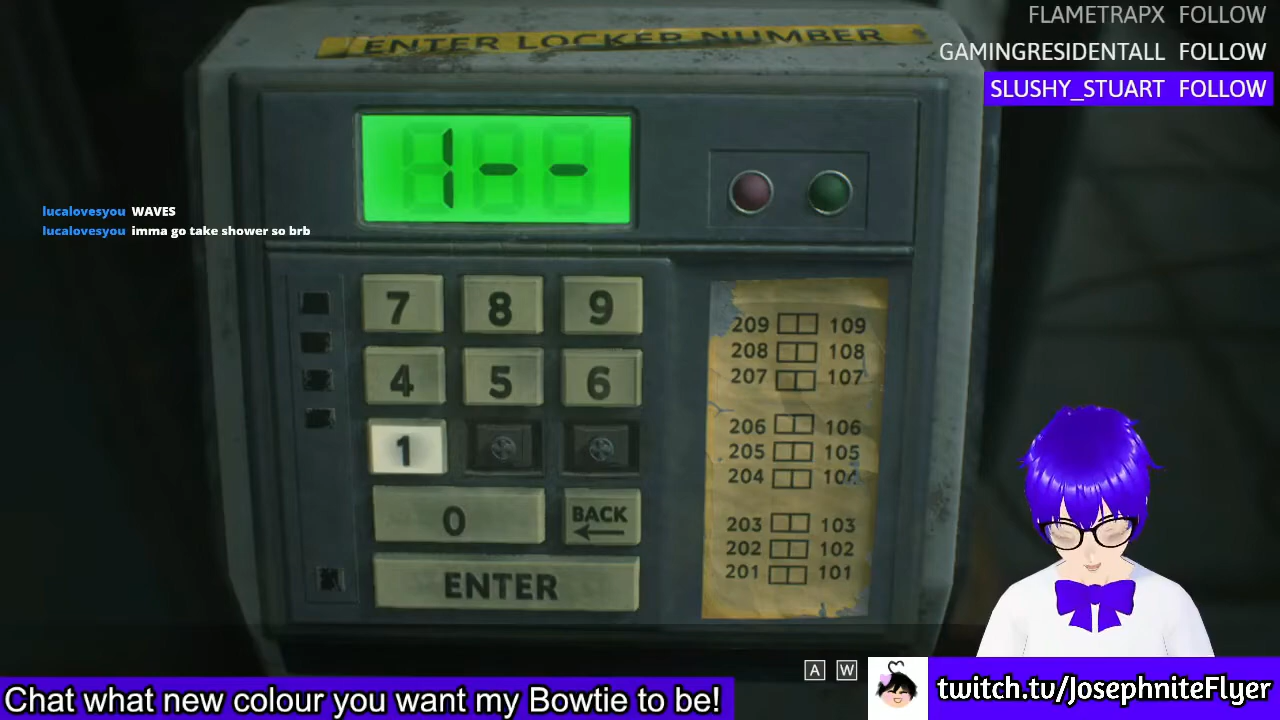 FLAMETRAPX FOLLOW
GAMINGRESIDENTALL FOLLOW
SLUSHY_STUART FOLLOW
ENTER LOCKER NUMBER
1--
lucalovesyou WAVES
lucalovesyou imma go take shower so brb
7 8 9
4 5 6
1
0 BACK
ENTER
209 109
208 108
207 107
206 106
205 105
204 104
203 103
202 102
201 101
A W
Chat what new colour you want my Bowtie to be!
twitch.tv/JosephniteFlyer